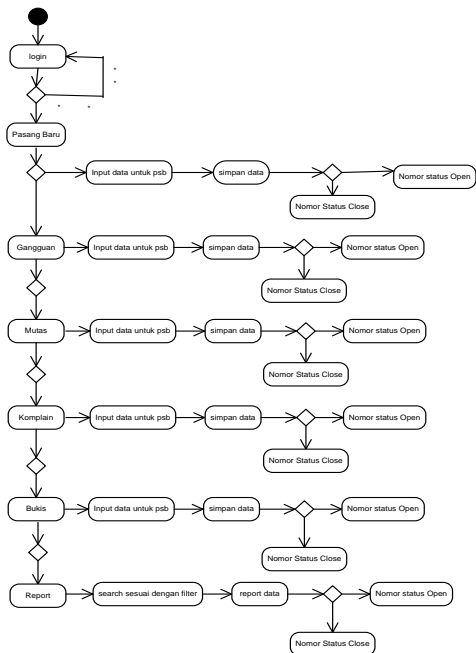 login
Pasang Baru
Input data untuk psb
simpan data
Nomor status Open
Nomor Status Close
Gangguan
Input data untuk psb
simpan data
Nomor status Open
Nomor Status Close
Mutas
Input data untuk psb
simpan data
Nomor status Open
Nomor Status Close
Komplain
Input data untuk psb
simpan data
Nomor status Open
Nomor Status Close
Bukis
Input data untuk psb
simpan data
Nomor status Open
Nomor Status Close
Report
search sesuai dengan filter
report data
Nomor status Open
Nomor Status Close